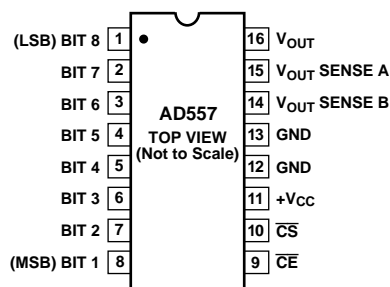 (LSB) BIT 8 1 16 VOUT
BIT 7 2 15 VOUT SENSE A
BIT 6 3 14 VOUT SENSE B
AD557
BIT 5 4 TOP VIEW 13 GND
(Not to Scale)
BIT 4 5 12 GND
BIT 3 6 11 +VCC
BIT 2 7 10 C̅S̅
(MSB) BIT 1 8 9 C̅E̅